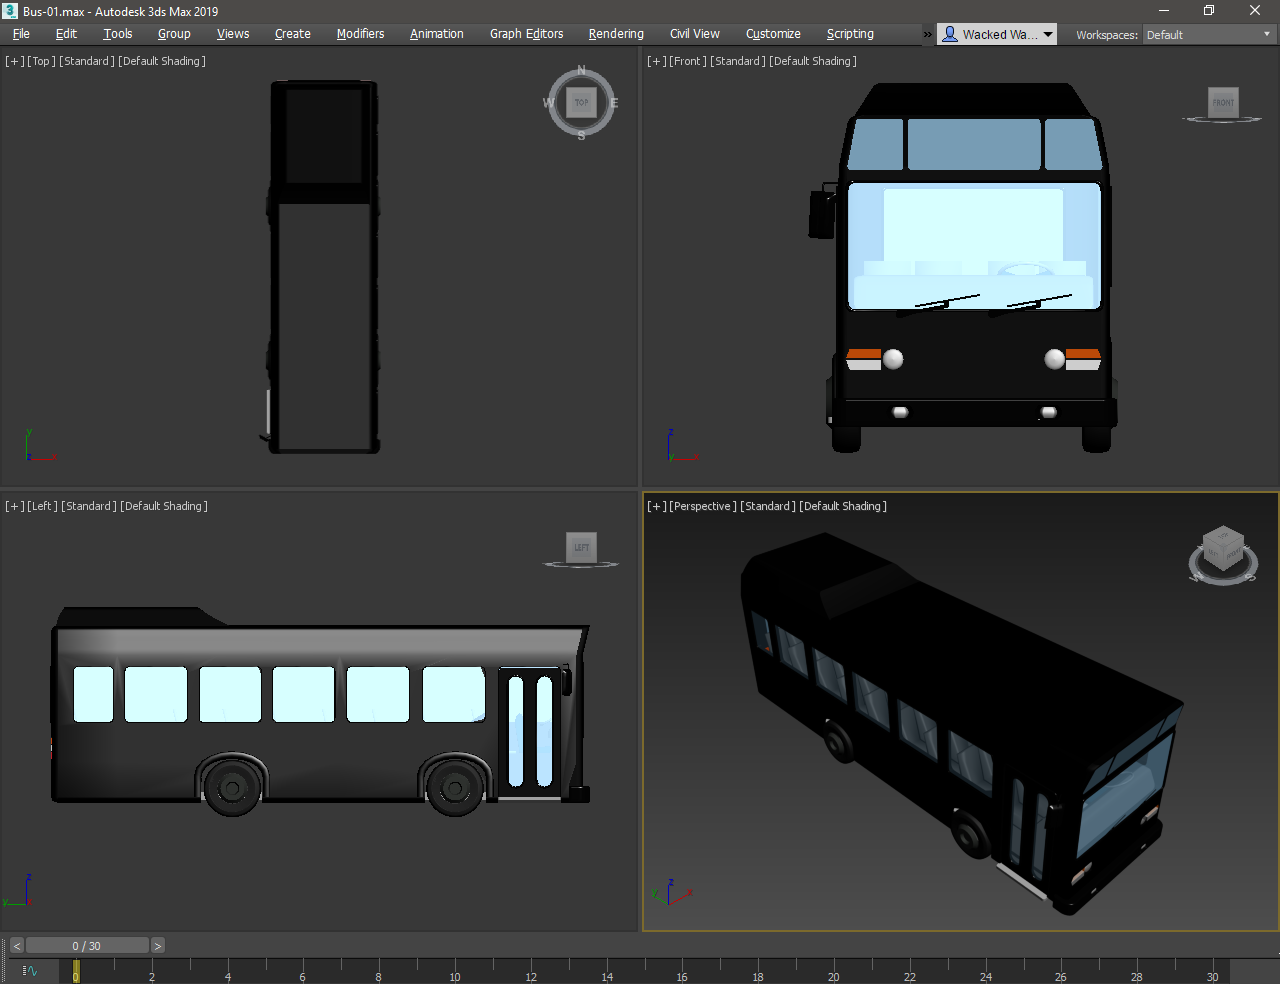 Bus-01.max - Autodesk 3ds Max 2019
File Edit Tools Group Views Create Modifiers Animation Graph Editors Rendering Civil View Customize Scripting » Wacked Wa... Workspaces: Default
[+] [Top] [Standard] [Default Shading]
N
W TOP E
S
[+] [Front] [Standard] [Default Shading]
FRONT
y
z x
z
y x
[+] [Left] [Standard] [Default Shading]
LEFT
[+] [Perspective] [Standard] [Default Shading]
W S
z
y
z
y x
< 0 / 30 >
0 2 4 6 8 10 12 14 16 18 20 22 24 26 28 30